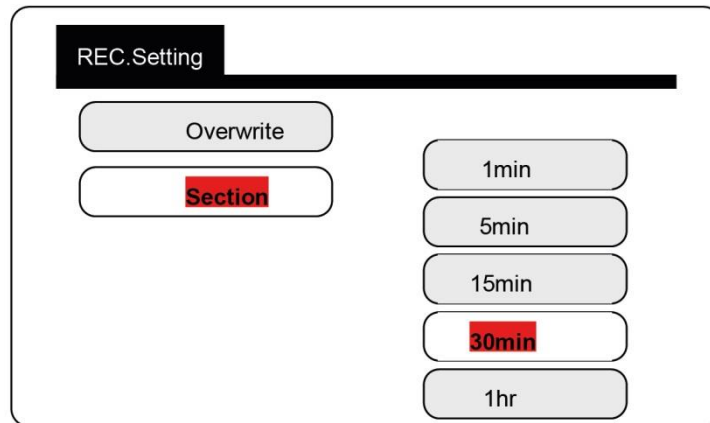 REC.Setting
Overwrite
Section
1min
5min
15min
30min
1hr